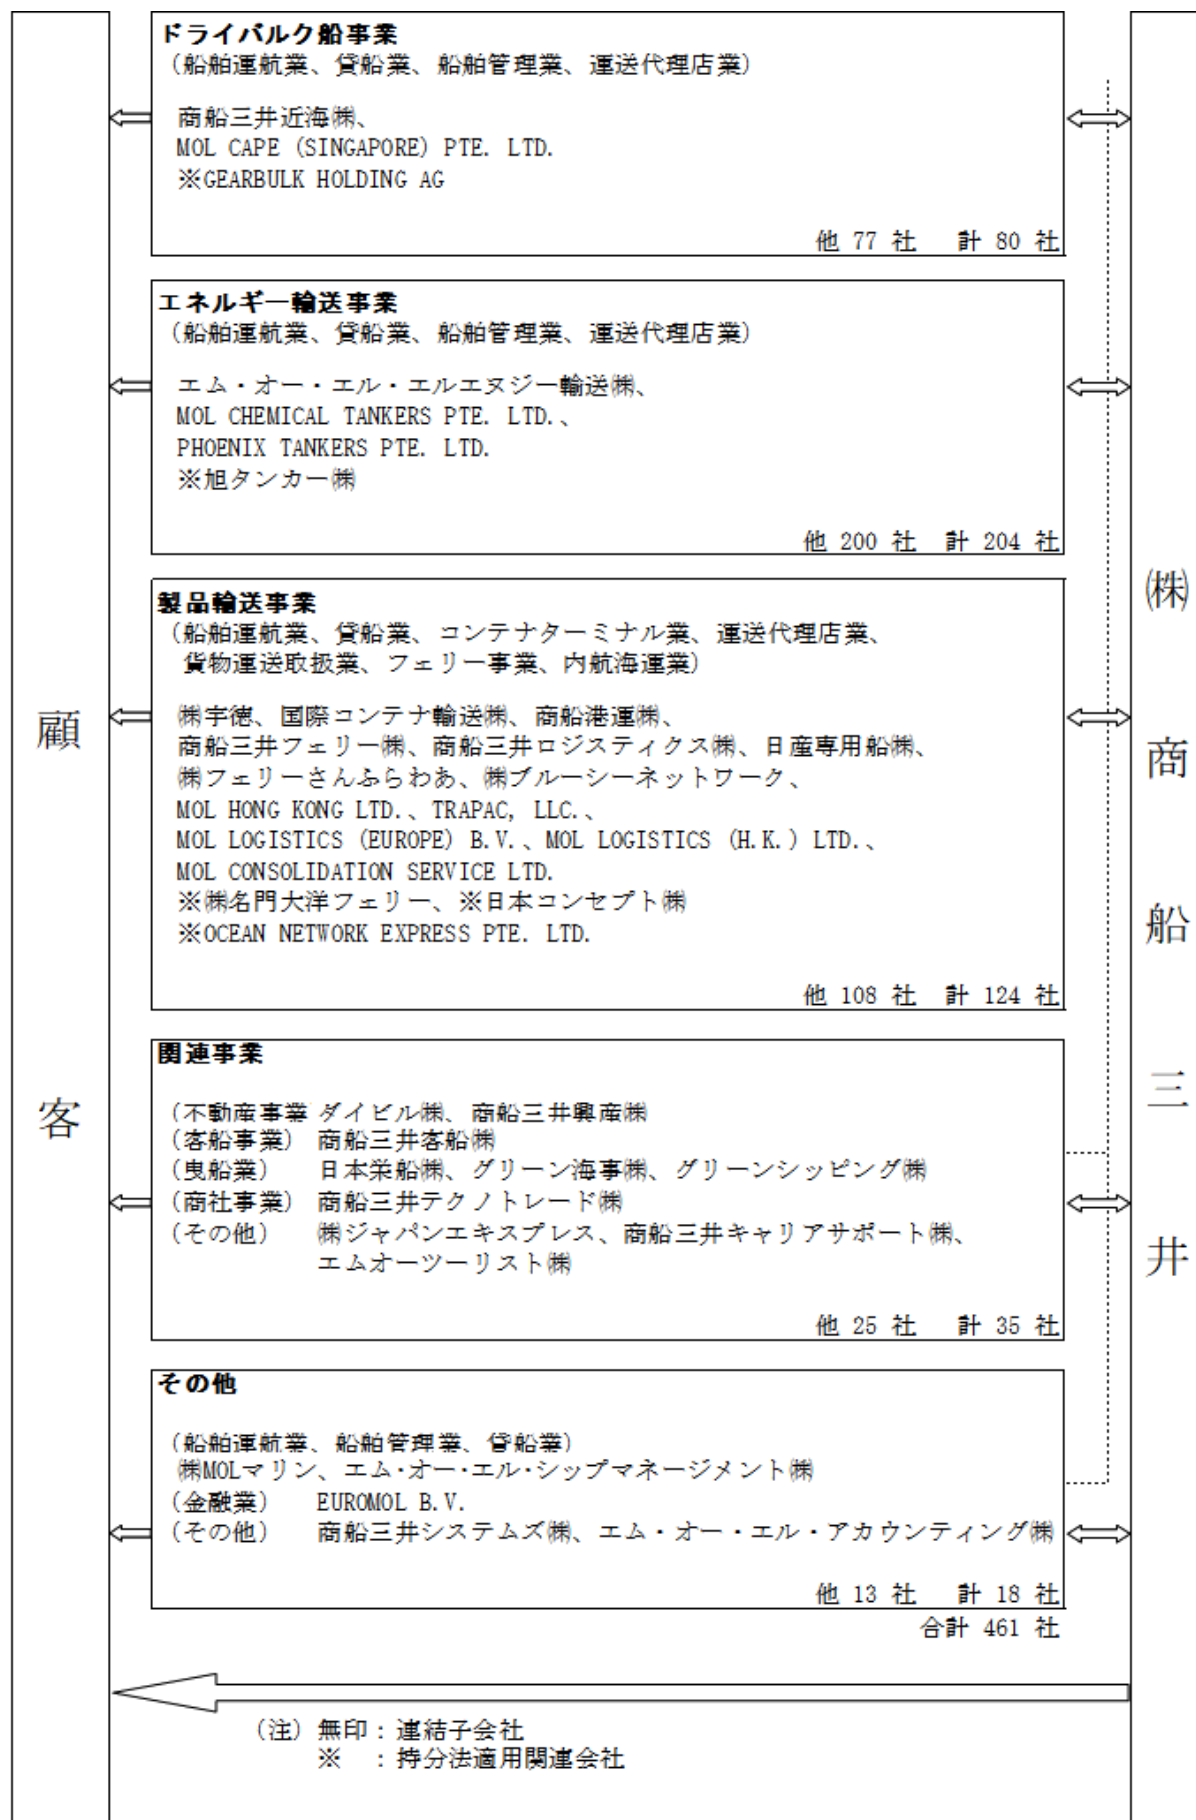 ドライバルク船事業
(船舶運航業、貸船業、船舶管理業、運送代理店業)
商船三井近海㈱、
MOL CAPE (SINGAPORE) PTE. LTD.
※GEARBULK HOLDING AG
他 77 社 計 80 社
エネルギー輸送事業
(船舶運航業、貸船業、船舶管理業、運送代理店業)
エム・オー・エル・エルエヌジー輸送㈱、
MOL CHEMICAL TANKERS PTE. LTD.、
PHOENIX TANKERS PTE. LTD.
※旭タンカー㈱
他 200 社 計 204 社
製品輸送事業
(船舶運航業、貸船業、コンテナターミナル業、運送代理店業、
貨物運送取扱業、フェリー事業、内航海運業)
㈱宇徳、国際コンテナ輸送㈱、商船港運㈱、
商船三井フェリー㈱、商船三井ロジスティクス㈱、日産専用船㈱、
㈱フェリーさんふらわあ、㈱ブルーシーネットワーク、
MOL HONG KONG LTD.、TRAPAC, LLC.、
MOL LOGISTICS (EUROPE) B.V.、MOL LOGISTICS (H.K.) LTD.、
MOL CONSOLIDATION SERVICE LTD.
※㈱名門大洋フェリー、※日本コンセプト㈱
※OCEAN NETWORK EXPRESS PTE. LTD.
他 108 社 計 124 社
関連事業
(不動産事業 ダイビル㈱、商船三井興産㈱
(客船事業) 商船三井客船㈱
(曳船業) 日本栄船㈱、グリーン海事㈱、グリーンシッピング㈱
(商社事業) 商船三井テクノトレード㈱
(その他) ㈱ジャパンエキスプレス、商船三井キャリアサポート㈱、
エムオーツーリスト㈱
他 25 社 計 35 社
その他
(船舶運航業、船舶管理業、貸船業)
㈱MOLマリン、エム・オー・エル・シップマネージメント㈱
(金融業) EUROMOL B.V.
(その他) 商船三井システムズ㈱、エム・オー・エル・アカウンティング㈱
他 13 社 計 18 社
合計 461 社
(注) 無印：連結子会社
※ ：持分法適用関連会社
顧客
㈱商船三井